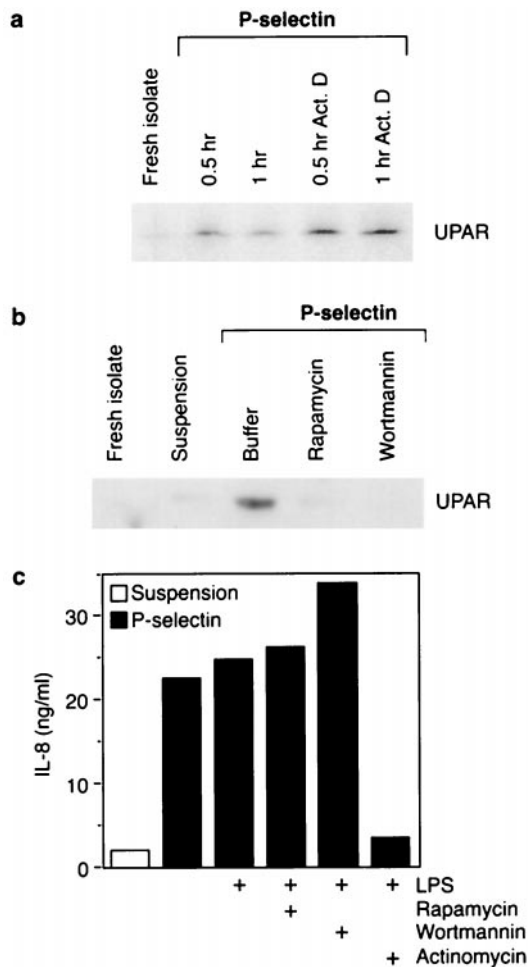 a
P-selectin
Fresh isolate
0.5 hr
1 hr
0.5 hr Act. D
1 hr Act. D
UPAR
b
P-selectin
Fresh isolate
Suspension
Buffer
Rapamycin
Wortmannin
UPAR
c
Suspension
P-selectin
IL-8 (ng/ml)
30
20
10
0
+ + + + LPS
+ Rapamycin
+ Wortmannin
+ Actinomycin